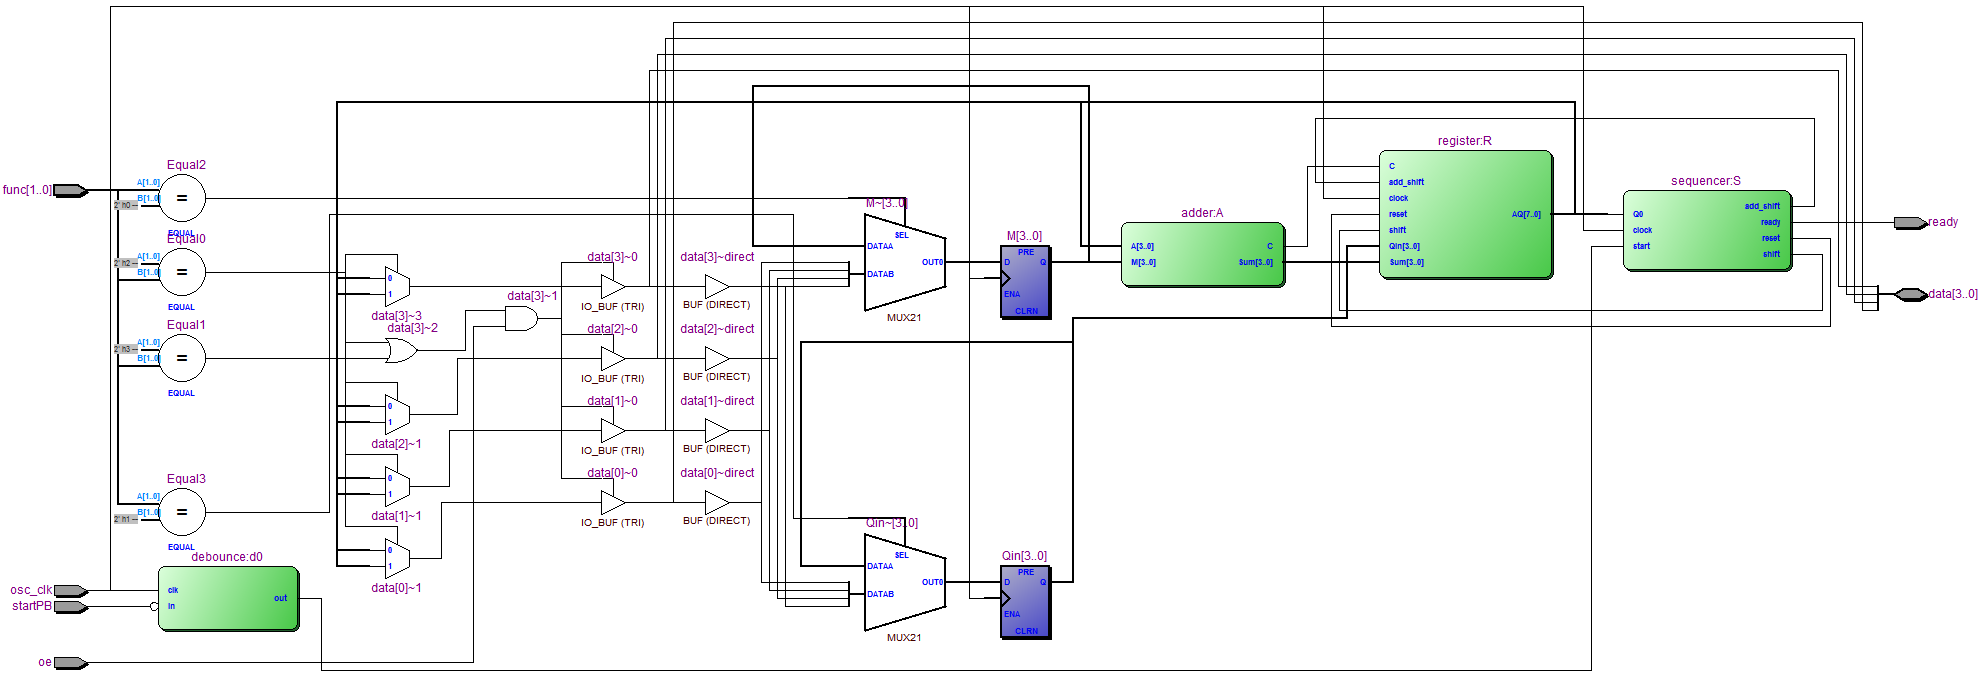 func[1..0]
Equal2
A[1..0]
B[1..0]
2' h0
=
EQUAL
Equal0
2' h2
A[1..0]
B[1..0]
=
EQUAL
Equal1
2' h3
A[1..0]
B[1..0]
=
EQUAL
Equal3
A[1..0]
B[1..0]
2' h1
=
EQUAL
debounce:d0
clk
in
out
osc_clk
startPB
oe
0
1
data[3]~3
data[3]~2
0
1
data[2]~1
0
1
data[1]~1
0
1
data[0]~1
data[3]~1
data[3]~0
IO_BUF (TRI)
data[2]~0
IO_BUF (TRI)
data[1]~0
IO_BUF (TRI)
data[0]~0
IO_BUF (TRI)
data[3]~direct
BUF (DIRECT)
data[2]~direct
BUF (DIRECT)
data[1]~direct
BUF (DIRECT)
data[0]~direct
BUF (DIRECT)
M~[3..0]
SEL
DATAA
DATAB
OUT0
MUX21
Qin~[3..0]
SEL
DATAA
DATAB
OUT0
MUX21
M[3..0]
PRE
D
Q
ENA
CLRN
Qin[3..0]
PRE
D
Q
ENA
CLRN
adder:A
A[3..0]
M[3..0]
C
Sum[3..0]
register:R
C
add_shift
clock
reset
shift
Qin[3..0]
Sum[3..0]
AQ[7..0]
sequencer:S
Q0
clock
start
add_shift
ready
reset
shift
ready
data[3..0]